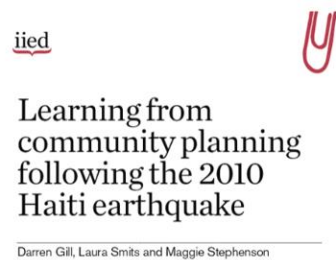 iied
Learning from
community planning
following the 2010
Haiti earthquake
Darren Gill, Laura Smits and Maggie Stephenson